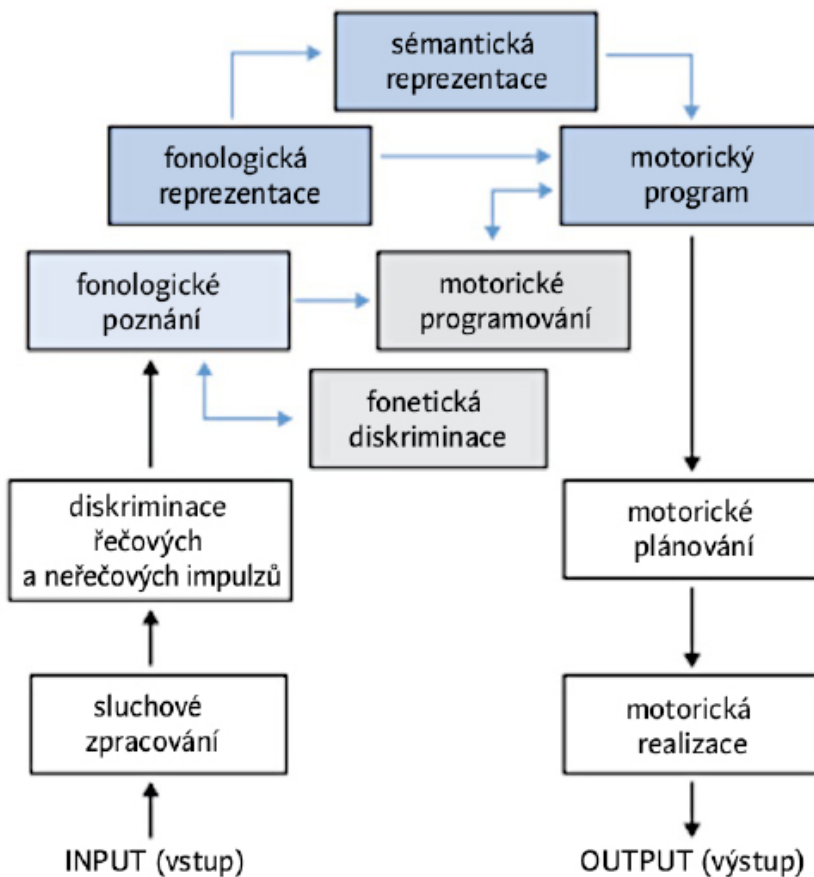 sémantická
reprezentace
fonologická
reprezentace
motorický
program
fonologické
poznání
motorické
programování
fonetická
diskriminace
diskriminace
řečových
a neřečových impulzů
motorické
plánování
sluchové
zpracování
motorická
realizace
INPUT (vstup)
OUTPUT (výstup)